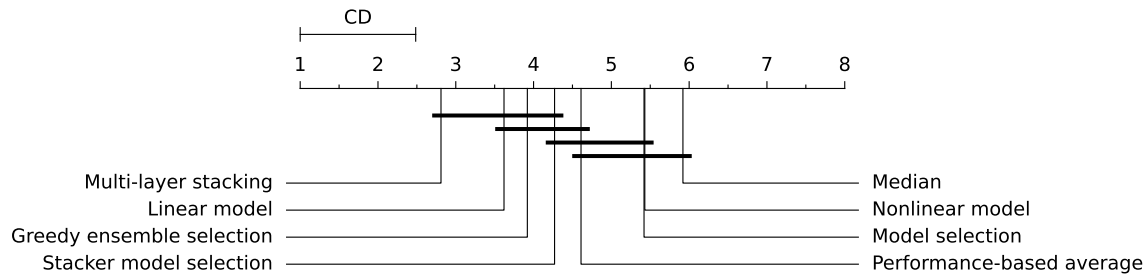 CD
1 2 3 4 5 6 7 8
Multi-layer stacking
Linear model
Greedy ensemble selection
Stacker model selection
Median
Nonlinear model
Model selection
Performance-based average